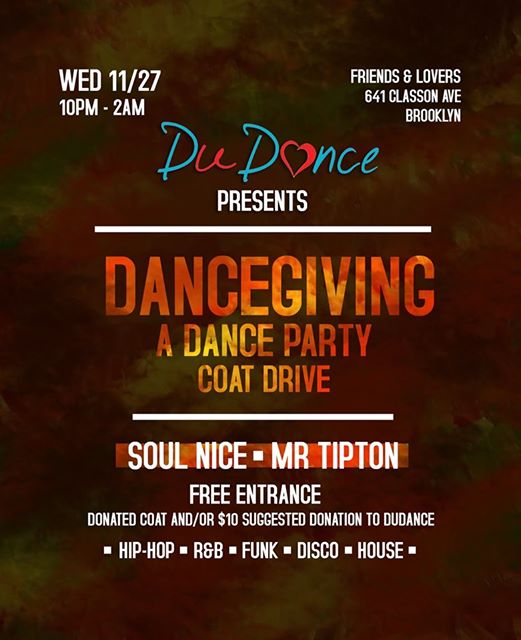 WED 11/27
10PM - 2AM
FRIENDS & LOVERS
641 CLASSON AVE
BROOKLYN
DuDance
PRESENTS
DANCEGIVING
A DANCE PARTY
COAT DRIVE
SOUL NICE ▪ MR TIPTON
FREE ENTRANCE
DONATED COAT AND/OR $10 SUGGESTED DONATION TO DUDANCE
▪ HIP-HOP ▪ R&B ▪ FUNK ▪ DISCO ▪ HOUSE ▪